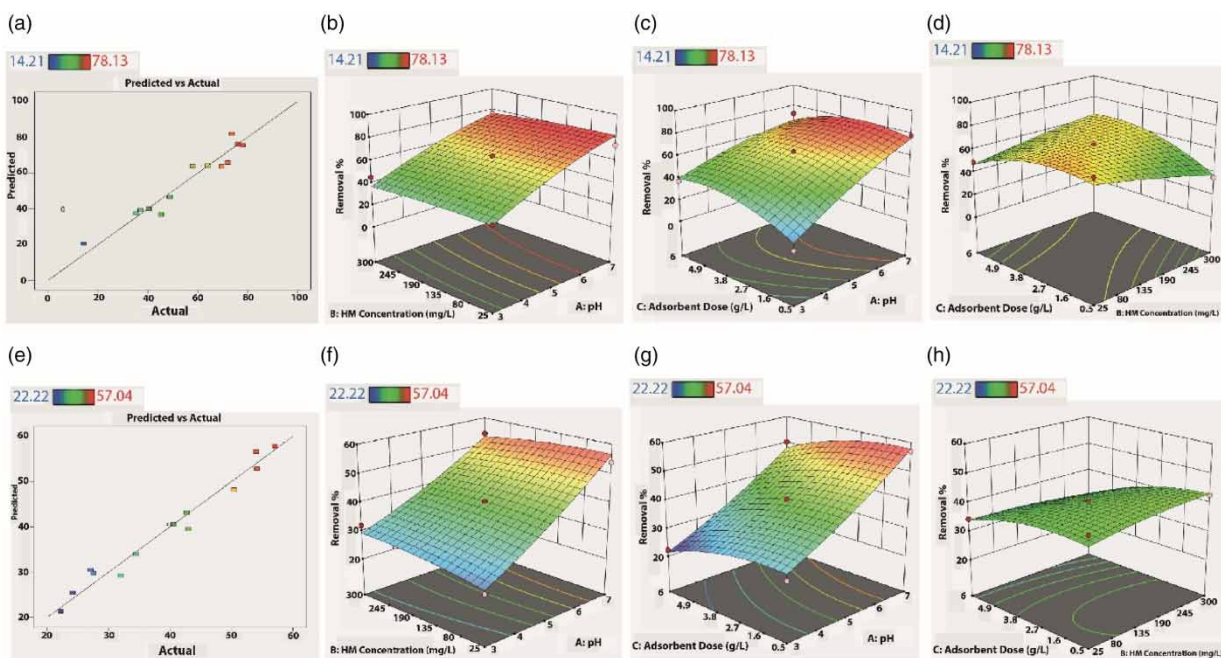 (a)
14.21 78.13
Predicted vs Actual
100
80
60
40
20
0
Predicted
0 20 40 60 80 100
Actual
(b)
14.21 78.13
100
80
60
40
20
0
Removal %
300 245 190 135 80 25
B: HM Concentration (mg/L)
3 4 5 6 7
A: pH
(c)
14.21 78.13
100
80
60
40
20
0
Removal %
6 4.9 3.8 2.7 1.6 0.5
C: Adsorbent Dose (g/L)
3 4 5 6 7
A: pH
(d)
14.21 78.13
100
80
60
40
20
0
Removal %
6 4.9 3.8 2.7 1.6 0.5
C: Adsorbent Dose (g/L)
25 80 135 190 245 300
B: HM Concentration (mg/L)
(e)
22.22 57.04
Predicted vs Actual
60
50
40
30
20
Predicted
20 30 40 50 60
Actual
(f)
22.22 57.04
60
50
40
30
20
Removal %
300 245 190 135 80 25
B: HM Concentration (mg/L)
3 4 5 6 7
A: pH
(g)
22.22 57.04
60
50
40
30
20
Removal %
6 4.9 3.8 2.7 1.6 0.5
C: Adsorbent Dose (g/L)
3 4 5 6 7
A: pH
(h)
22.22 57.04
60
50
40
30
20
Removal %
6 4.9 3.8 2.7 1.6 0.5
C: Adsorbent Dose (g/L)
25 80 135 190 245 300
B: HM Concentration (mg/L)